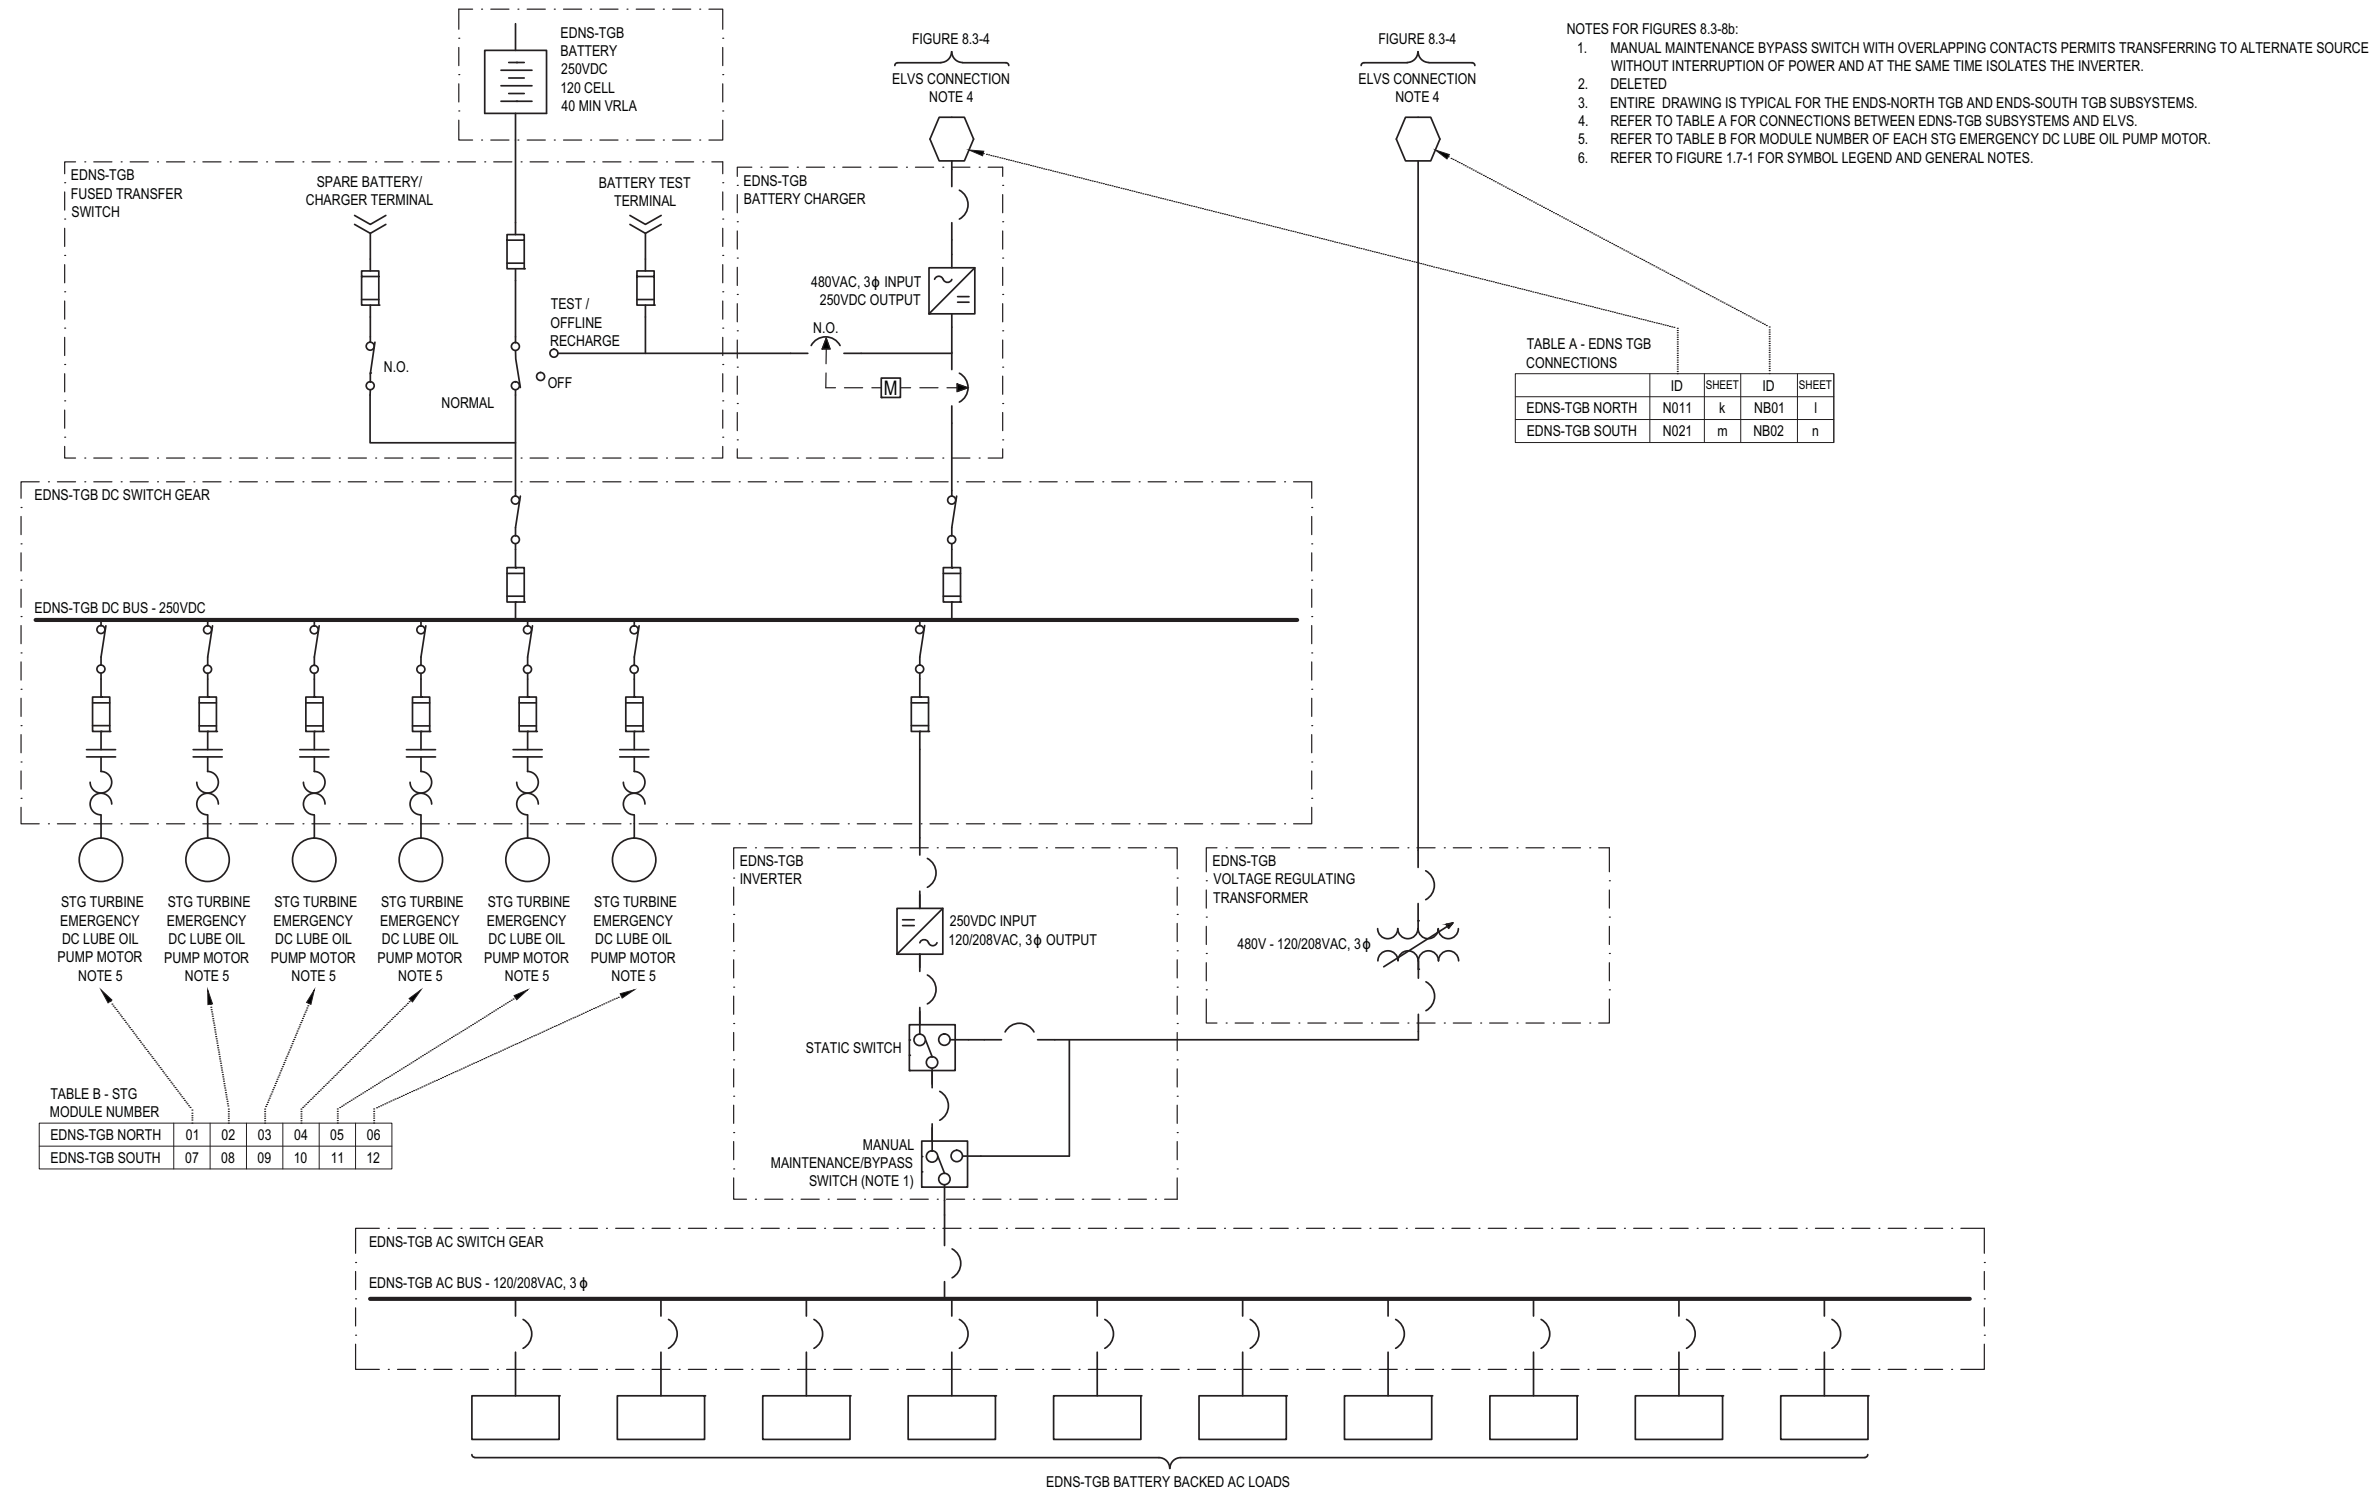 EDNS-TGB
BATTERY
250VDC
120 CELL
40 MIN VRLA
FIGURE 8.3-4
ELVS CONNECTION
NOTE 4
FIGURE 8.3-4
ELVS CONNECTION
NOTE 4
NOTES FOR FIGURES 8.3-8b:
1. MANUAL MAINTENANCE BYPASS SWITCH WITH OVERLAPPING CONTACTS PERMITS TRANSFERRING TO ALTERNATE SOURCE
WITHOUT INTERRUPTION OF POWER AND AT THE SAME TIME ISOLATES THE INVERTER.
2. DELETED
3. ENTIRE DRAWING IS TYPICAL FOR THE ENDS-NORTH TGB AND ENDS-SOUTH TGB SUBSYSTEMS.
4. REFER TO TABLE A FOR CONNECTIONS BETWEEN EDNS-TGB SUBSYSTEMS AND ELVS.
5. REFER TO TABLE B FOR MODULE NUMBER OF EACH STG EMERGENCY DC LUBE OIL PUMP MOTOR.
6. REFER TO FIGURE 1.7-1 FOR SYMBOL LEGEND AND GENERAL NOTES.
EDNS-TGB
FUSED TRANSFER
SWITCH
SPARE BATTERY/
CHARGER TERMINAL
BATTERY TEST
TERMINAL
N.O.
NORMAL
TEST /
OFFLINE
RECHARGE
OFF
EDNS-TGB
BATTERY CHARGER
480VAC, 3ϕ INPUT
250VDC OUTPUT
N.O.
M
TABLE A - EDNS TGB
CONNECTIONS
ID SHEET ID SHEET
EDNS-TGB NORTH N011 k NB01 l
EDNS-TGB SOUTH N021 m NB02 n
EDNS-TGB DC SWITCH GEAR
EDNS-TGB DC BUS - 250VDC
STG TURBINE
EMERGENCY
DC LUBE OIL
PUMP MOTOR
NOTE 5
STG TURBINE
EMERGENCY
DC LUBE OIL
PUMP MOTOR
NOTE 5
STG TURBINE
EMERGENCY
DC LUBE OIL
PUMP MOTOR
NOTE 5
STG TURBINE
EMERGENCY
DC LUBE OIL
PUMP MOTOR
NOTE 5
STG TURBINE
EMERGENCY
DC LUBE OIL
PUMP MOTOR
NOTE 5
STG TURBINE
EMERGENCY
DC LUBE OIL
PUMP MOTOR
NOTE 5
TABLE B - STG
MODULE NUMBER
EDNS-TGB NORTH 01 02 03 04 05 06
EDNS-TGB SOUTH 07 08 09 10 11 12
EDNS-TGB
INVERTER
250VDC INPUT
120/208VAC, 3ϕ OUTPUT
STATIC SWITCH
MANUAL
MAINTENANCE/BYPASS
SWITCH (NOTE 1)
EDNS-TGB
VOLTAGE REGULATING
TRANSFORMER
480V - 120/208VAC, 3ϕ
EDNS-TGB AC SWITCH GEAR
EDNS-TGB AC BUS - 120/208VAC, 3 ϕ
EDNS-TGB BATTERY BACKED AC LOADS